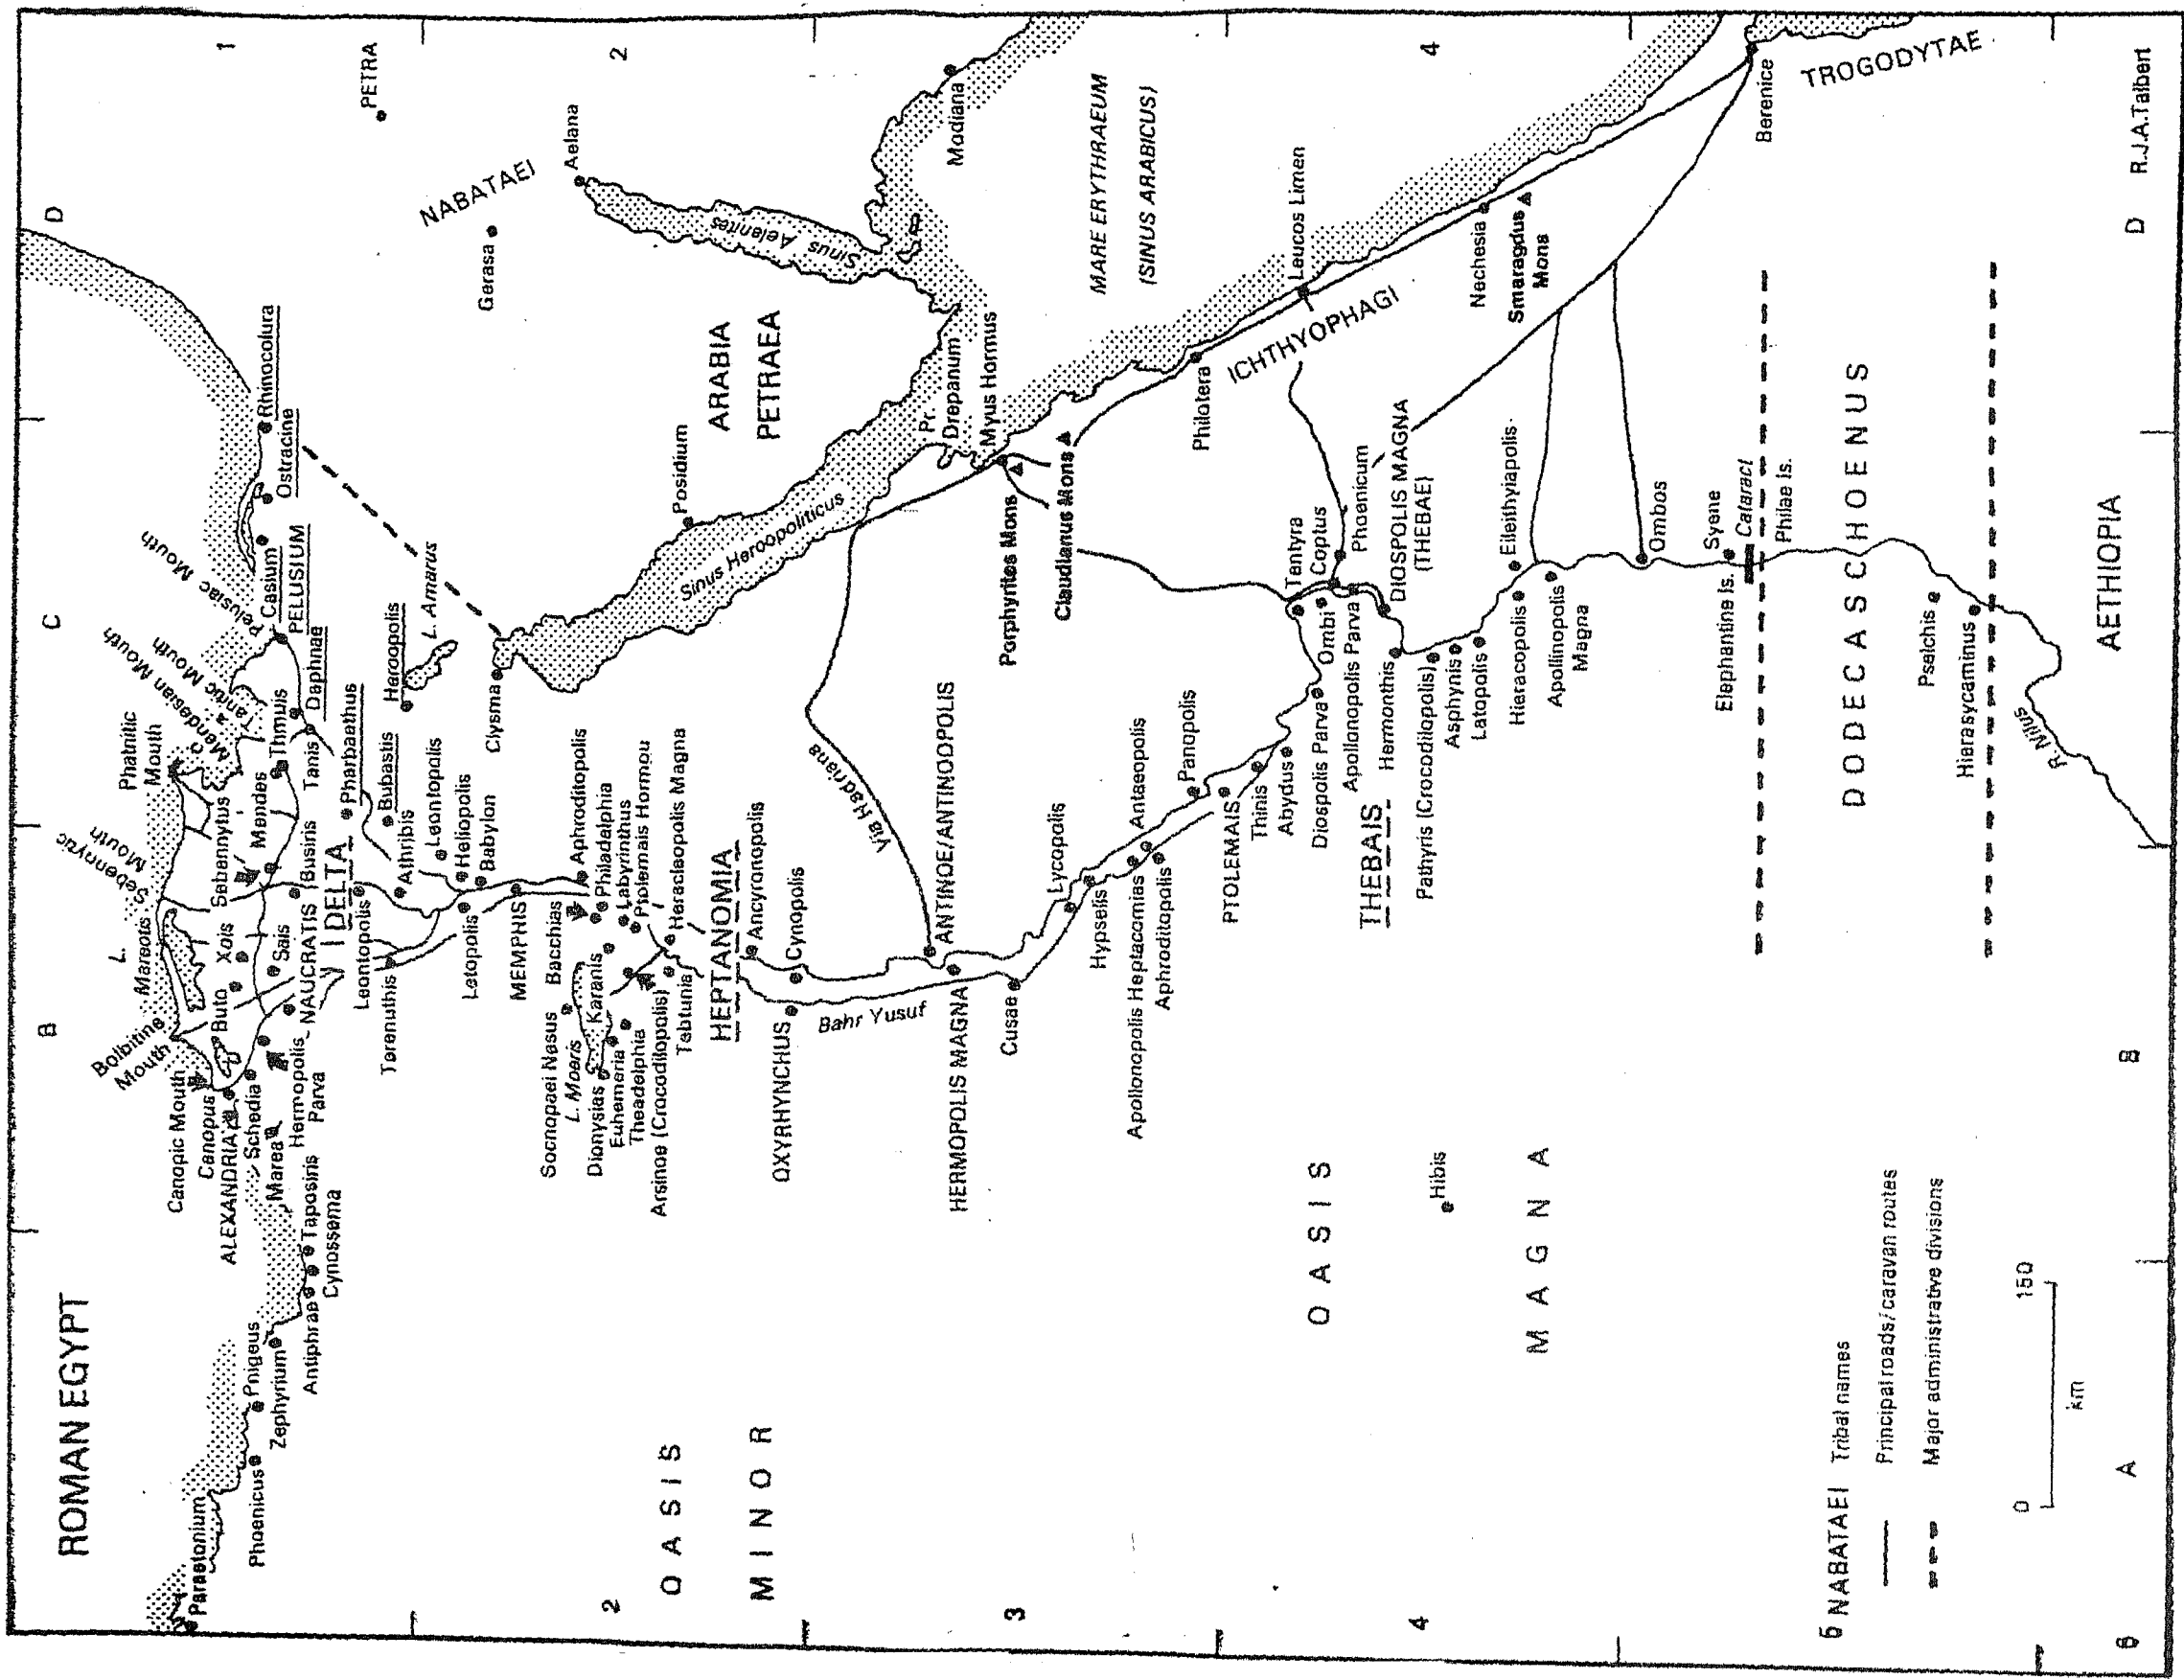 ROMAN EGYPT
A
B
C
D
1
2
4
2
3
4
A
B
D
Paraetonium
Phoenicus
Pnigeus
Zephyrium
Antiphrae
Cynossema
Taposiris
Marea
Hermopolis
Parva
Schedia
ALEXANDRIA
Canopus
Canopic Mouth
Bolbitine
Mouth
L.
Mareotis
Sebennytic
Mouth
Phatnitic
Mouth
Mendesian Mouth
Tanitic Mouth
Pelusiac Mouth
Buto
Xois
Sais
NAUCRATIS
Sebennytus
Mendes
Busiris
Thmuis
Tanis
Daphnae
PELUSIUM
Casium
Ostracine
Rhinocolura
DELTA
Pharbaethus
Bubastis
Heroopolis
L. Amarus
Leontopolis
Terenuthis
Athribis
Leontopolis
Heliopolis
Babylon
Letopolis
MEMPHIS
Clysma
Aphroditopolis
Philadelphia
Labyrinthus
Ptolemais Hormou
Heracleopolis Magna
Socnopaei Nesus
Bacchias
L. Moeris
Karanis
Dionysias
Euhemeria
Theadelphia
Arsinoe (Crocodilopolis)
Tebtunis
HEPTANOMIA
Ancyronopolis
Cynopolis
OXYRHYNCHUS
Bahr Yusuf
ANTINOE/ANTINOOPOLIS
HERMOPOLIS MAGNA
Via Hadriana
Cusae
Lycopolis
Hypselis
Antaeopolis
Apollonopolis Heptacomias
Aphroditopolis
Panopolis
PTOLEMAIS
Thinis
Abydus
Diospolis Parva
Tentyra
Ombi
Coptus
Apollonopolis Parva
Phoenicum
DIOSPOLIS MAGNA
(THEBAE)
Hermonthis
THEBAIS
Pathyris (Crocodilopolis)
Asphynis
Latopolis
Hieracopolis
Eileithyiapolis
Apollinopolis
Magna
Ombos
Syene
Elephantine Is.
Cataract
Philae Is.
DODECASCHOENUS
Pselchis
Hierasycaminus
R. Nilus
AETHIOPIA
PETRA
NABATAEI
Aelana
Gerasa
Sinus Aelanites
Modiana
ARABIA
PETRAEA
Posidium
Sinus Heroopoliticus
Pr.
Drepanum
Myus Hormus
Porphyrites Mons
Claudianus Mons
MARE ERYTHRAEUM
(SINUS ARABICUS)
Philotera
Leucos Limen
ICHTHYOPHAGI
Nechesia
Smaragdus
Mons
Berenice
TROGODYTAE
OASIS
MINOR
OASIS
MAGNA
Hibis
NABATAEI Tribal names
Principal roads/caravan routes
Major administrative divisions
0 150
km
R.J.A.Talbert